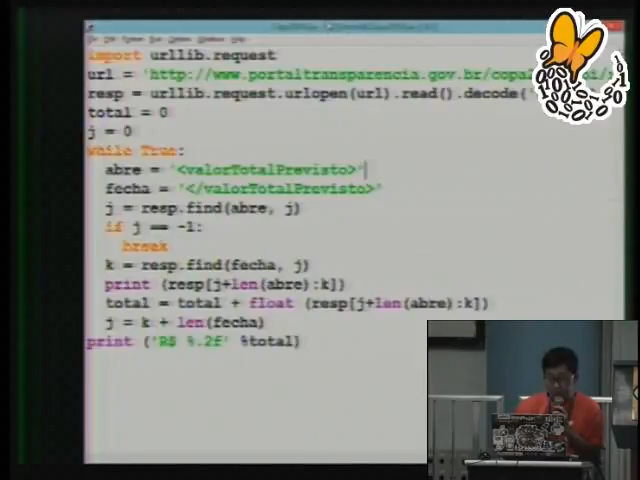 import urllib.request
url = 'http://www.portaltransparencia.gov.br/copa
resp = urllib.request.urlopen(url).read().decode('
total = 0
j = 0
while True:
abre = '<valorTotalPrevisto>'
fecha = '</valorTotalPrevisto>'
j = resp.find(abre, j)
if j == -1:
break
k = resp.find(fecha, j)
print (resp[j+len(abre):k])
total = total + float (resp[j+len(abre):k])
j = k + len(fecha)
print ('R$ %.2f' %total)